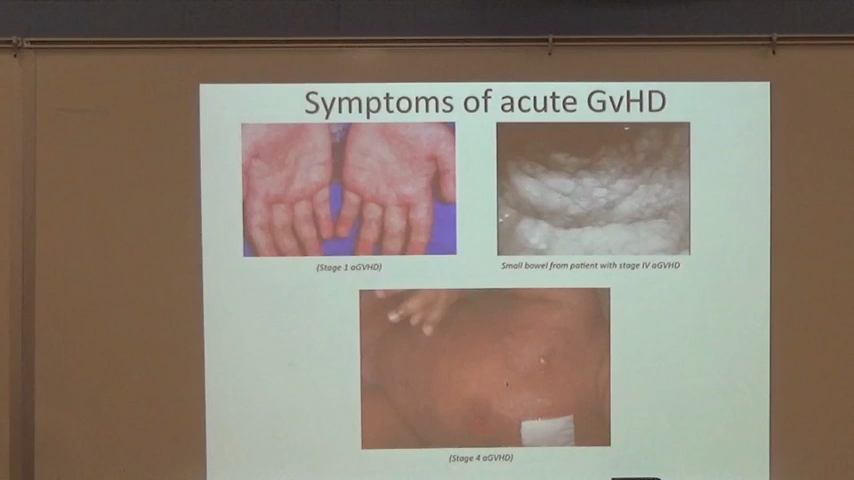 Symptoms of acute GvHD
(Stage 1 aGVHD)
Small bowel from patient with stage IV aGVHD
(Stage 4 aGVHD)